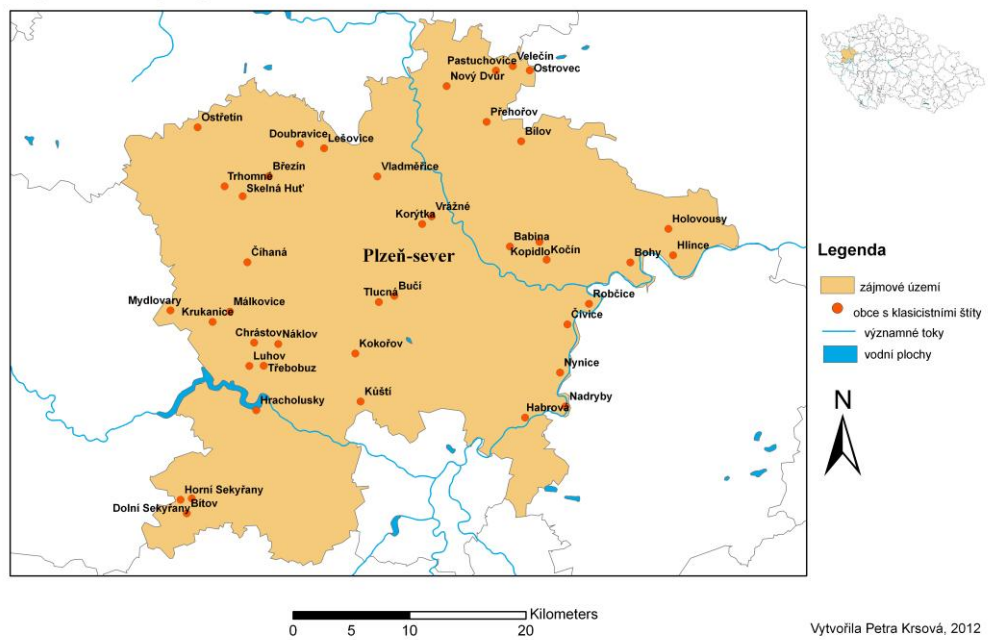 Velečín
Pastuchovice
Ostrovec
Nový Dvůr
Přehořov
Ostřetín
Doubravice
Lešovice
Bílov
Březín
Trhomné
Vladměřice
Skelná Huť
Vrážné
Korýtka
Holovousy
Babina
Kopidlo
Kočín
Bohy
Hlince
Číhaná
Plzeň-sever
Bučí
Tlucná
Robčice
Mydlovary
Málkovice
Krukanice
Čivice
Chrástov
Náklov
Kokořov
Luhov
Třebobuz
Nynice
Kůští
Nadryby
Hracholusky
Habrová
Horní Sekyřany
Bítov
Dolní Sekyřany
Legenda
zájmové území
obce s klasicistními štíty
významné toky
vodní plochy
N
Kilometers
0 5 10 20
Vytvořila Petra Krsová, 2012